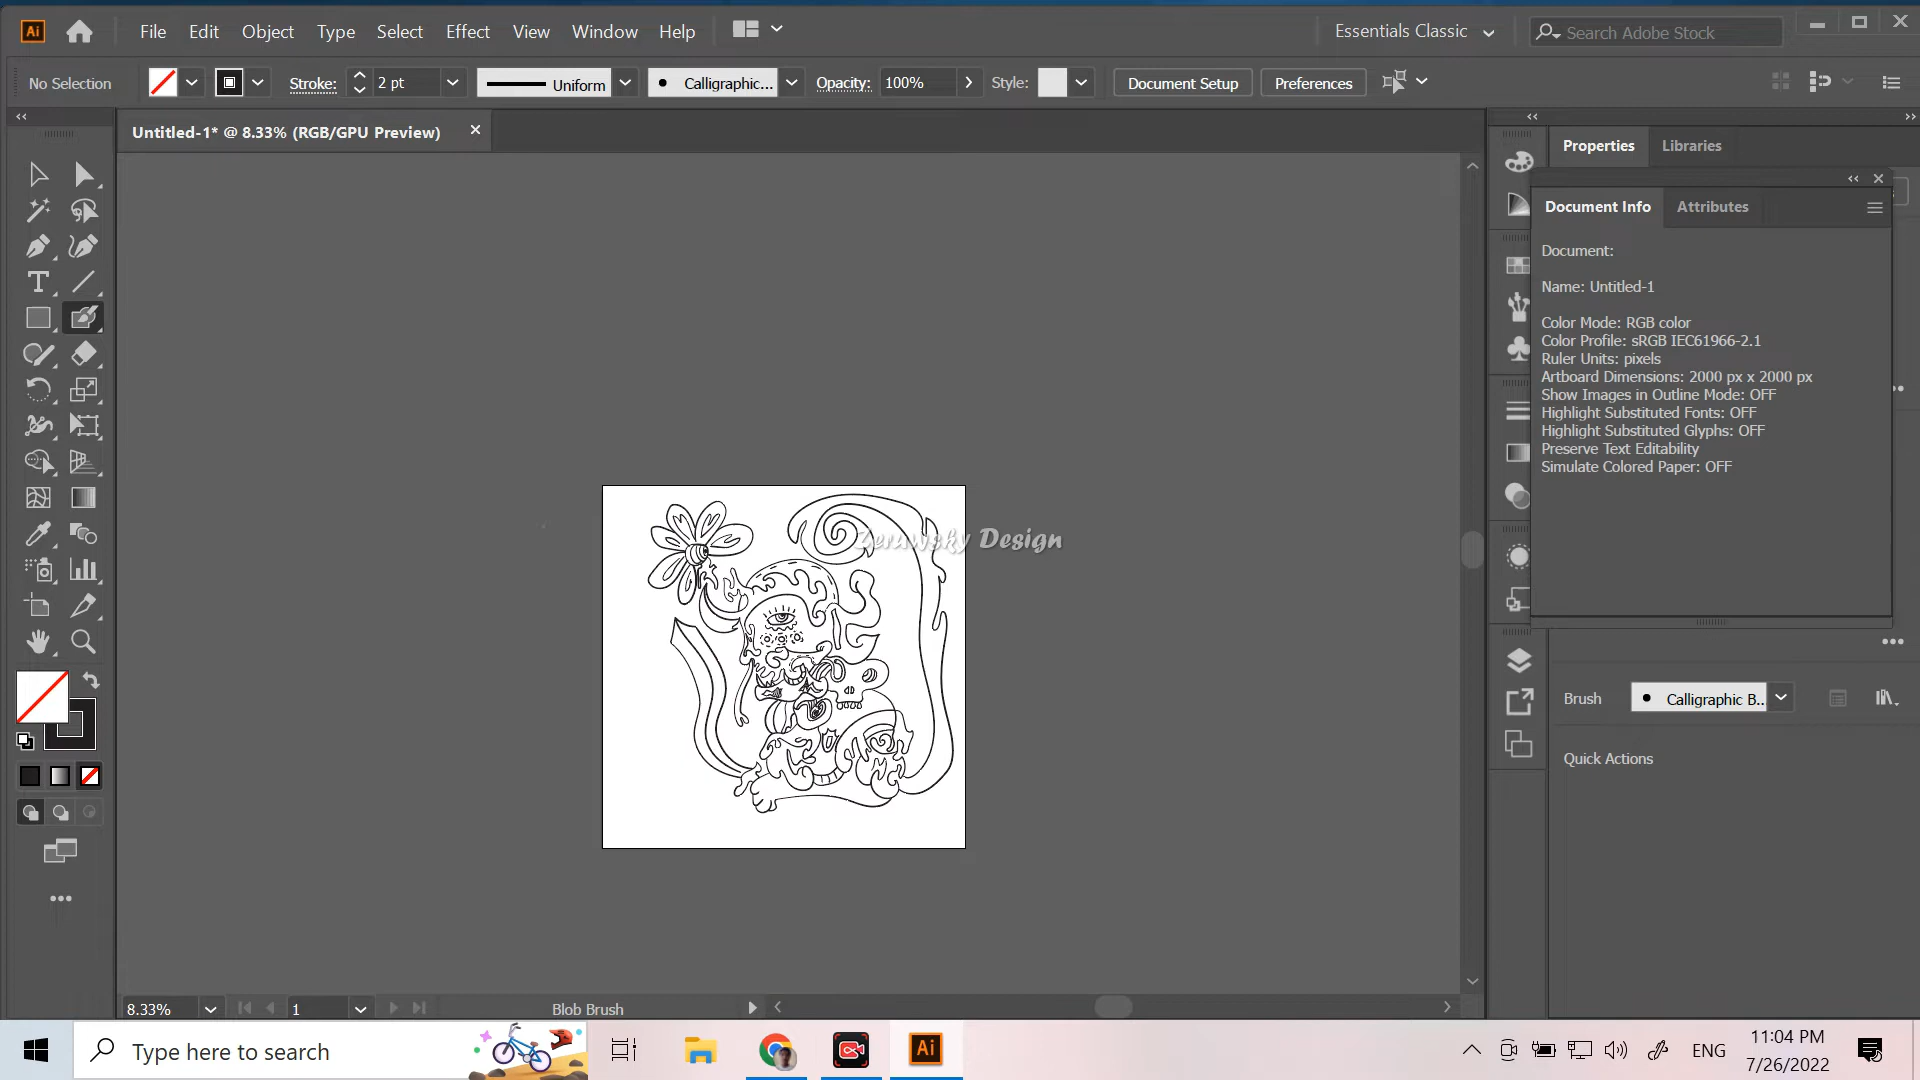 Ai File Edit Object Type Select Effect View Window Help Essentials Classic Search Adobe Stock
No Selection Stroke: 2 pt Uniform Calligraphic... Opacity: 100% Style: Document Setup Preferences
Untitled-1* @ 8.33% (RGB/GPU Preview)
Properties Libraries
Document Info Attributes
Document:
Name: Untitled-1
Color Mode: RGB color
Color Profile: sRGB IEC61966-2.1
Ruler Units: pixels
Artboard Dimensions: 2000 px x 2000 px
Show Images in Outline Mode: OFF
Highlight Substituted Fonts: OFF
Highlight Substituted Glyphs: OFF
Preserve Text Editability
Simulate Colored Paper: OFF
Zerawsky Design
Brush Calligraphic B...
Quick Actions
8.33% 1 Blob Brush
Type here to search Ai ENG 11:04 PM
7/26/2022